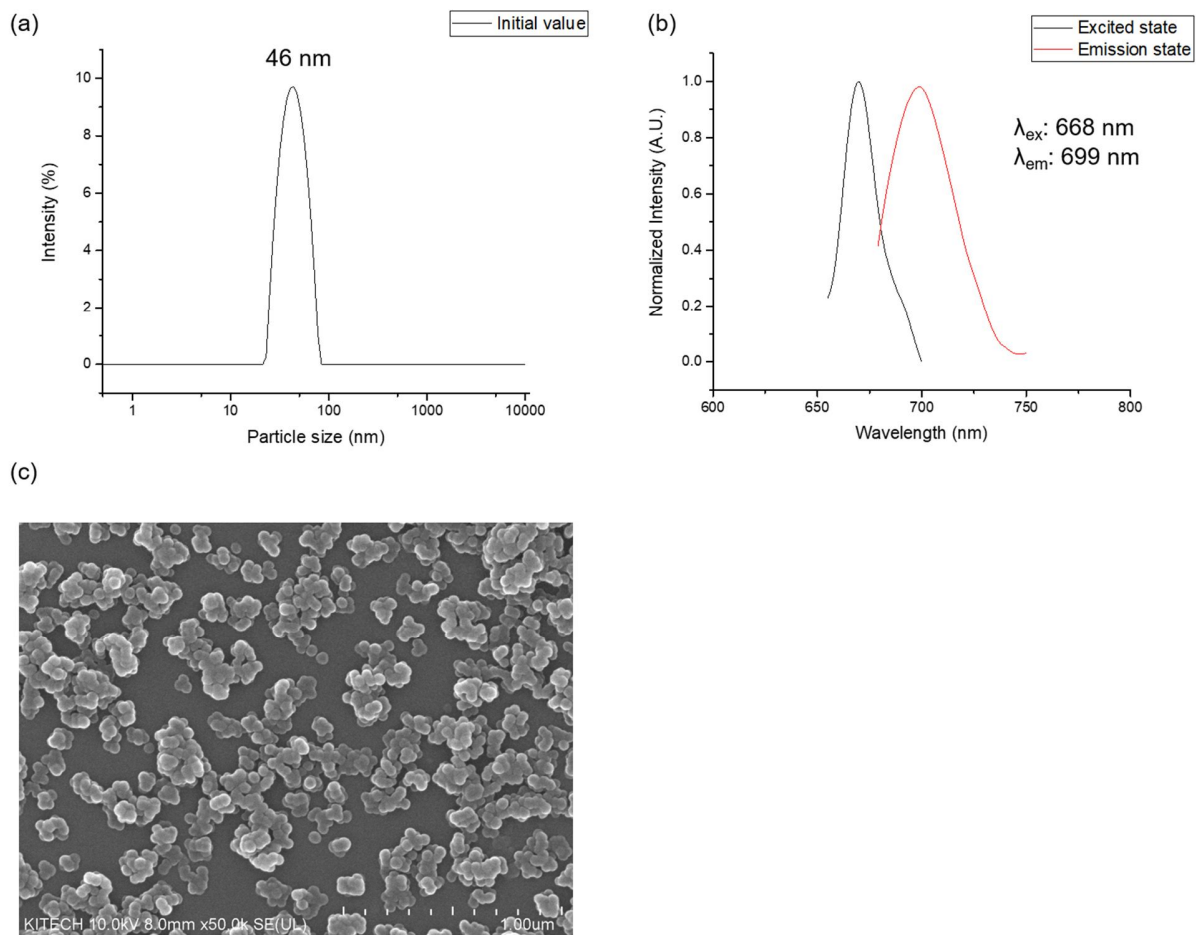 (a)
Initial value
46 nm
10
8
6
4
2
0
Intensity (%)
1
10
100
1000
10000
Particle size (nm)
(b)
Excited state
Emission state
λex: 668 nm
λem: 699 nm
1.0
0.8
0.6
0.4
0.2
0.0
Normalized Intensity (A.U.)
600
650
700
750
800
Wavelength (nm)
(c)
KITECH 10.0kV 8.0mm x50.0k SE(UL)
1.00um